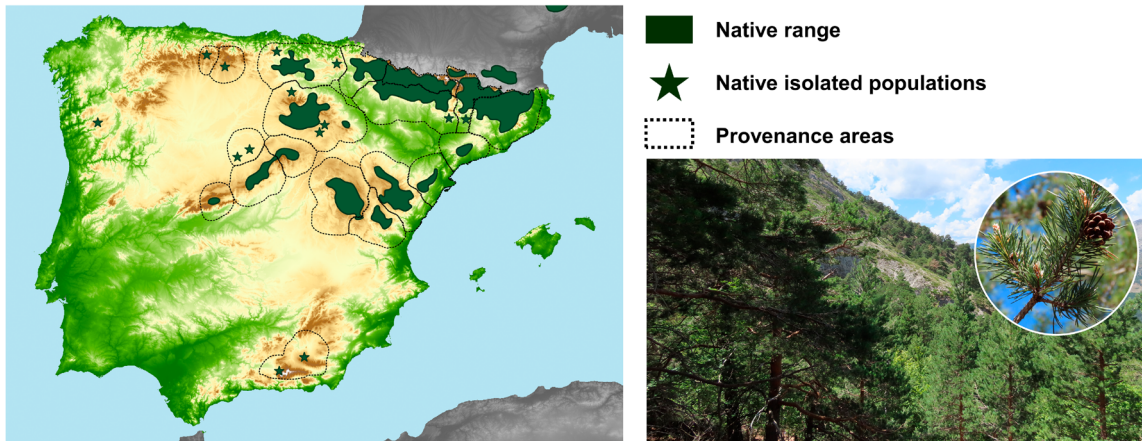 Native range
Native isolated populations
Provenance areas